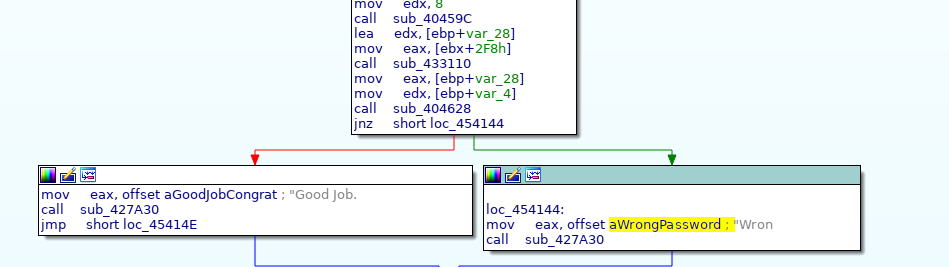 mov edx, 8
call sub_40459C
lea edx, [ebp+var_28]
mov eax, [ebx+2F8h]
call sub_433110
mov eax, [ebp+var_28]
mov edx, [ebp+var_4]
call sub_404628
jnz short loc_454144
mov eax, offset aGoodJobCongrat ; "Good Job.
call sub_427A30
jmp short loc_45414E
loc_454144:
mov eax, offset aWrongPassword ; "Wron
call sub_427A30